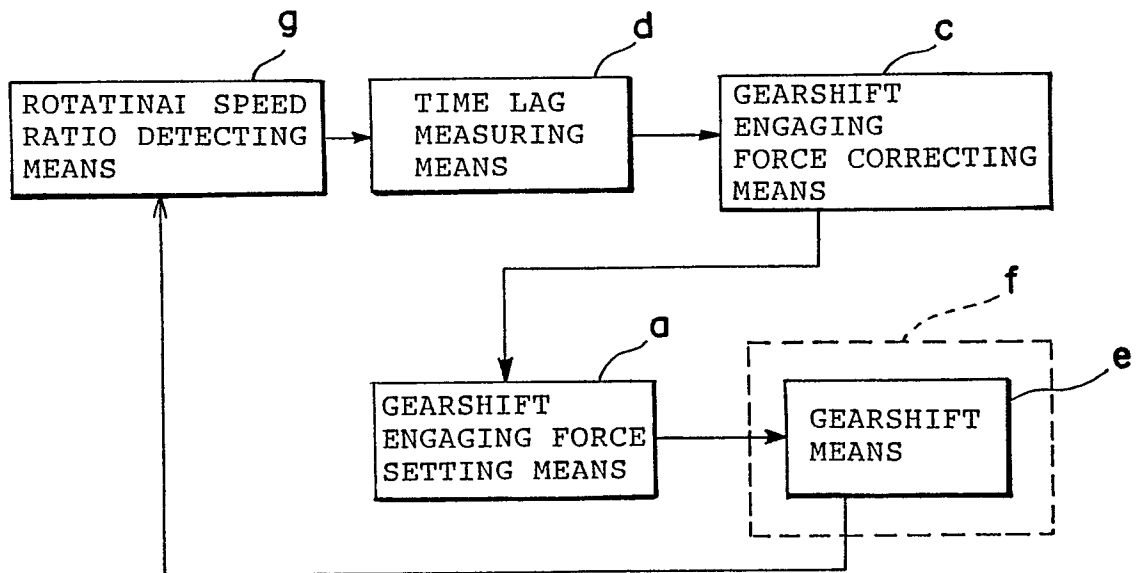 g
d
c
ROTATINAI SPEED
RATIO DETECTING
MEANS
TIME LAG
MEASURING
MEANS
GEARSHIFT
ENGAGING
FORCE CORRECTING
MEANS
f
a
e
GEARSHIFT
ENGAGING FORCE
SETTING MEANS
GEARSHIFT
MEANS